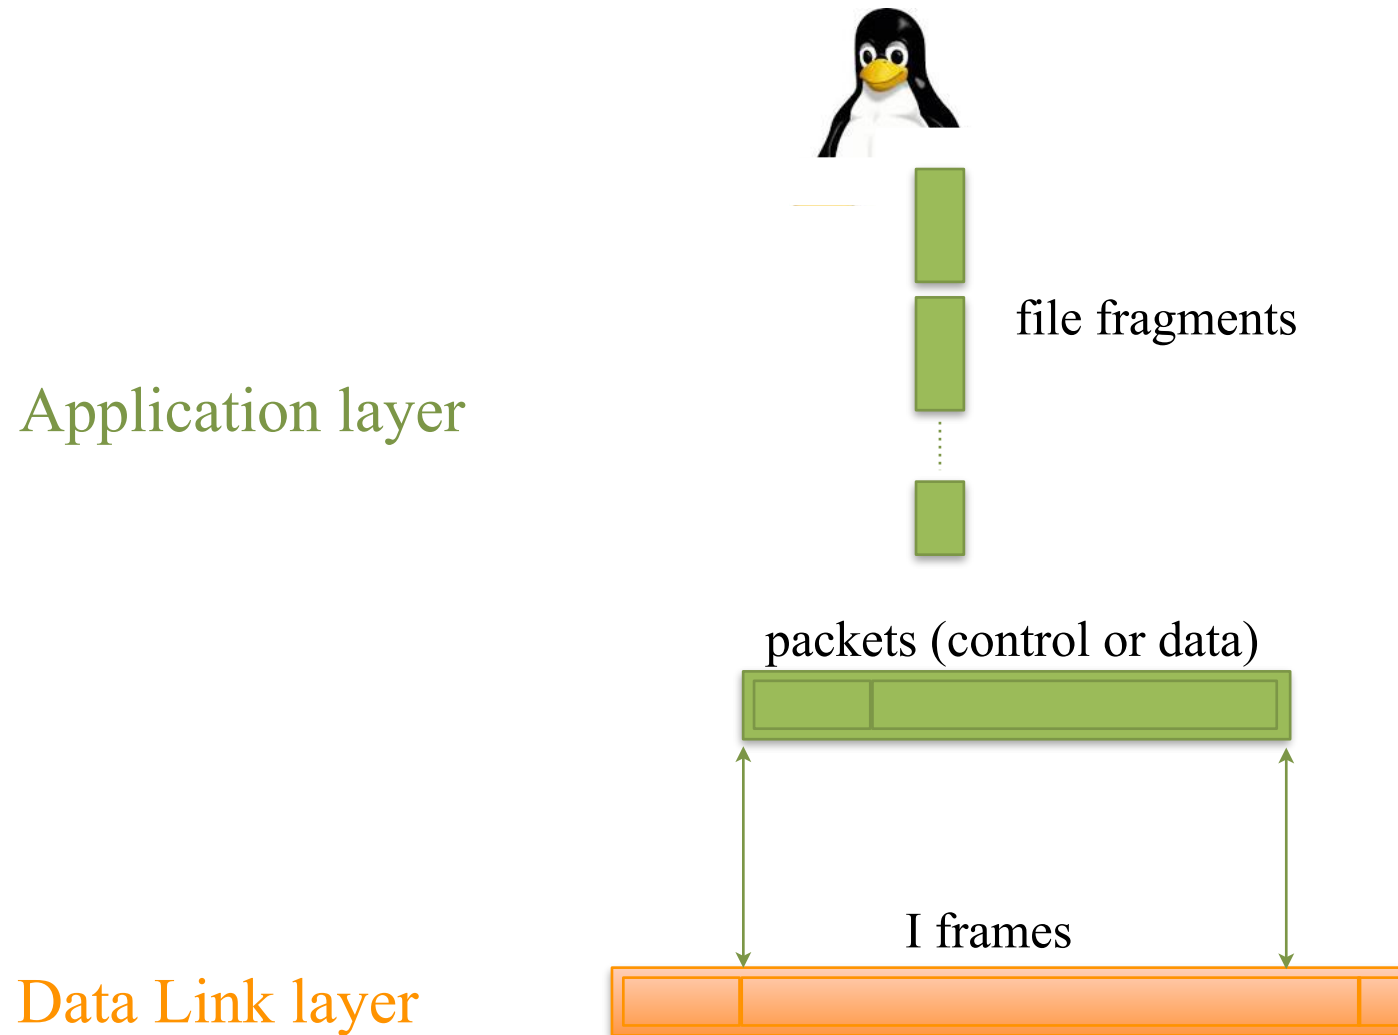 file fragments
Application layer
packets (control or data)
I frames
Data Link layer